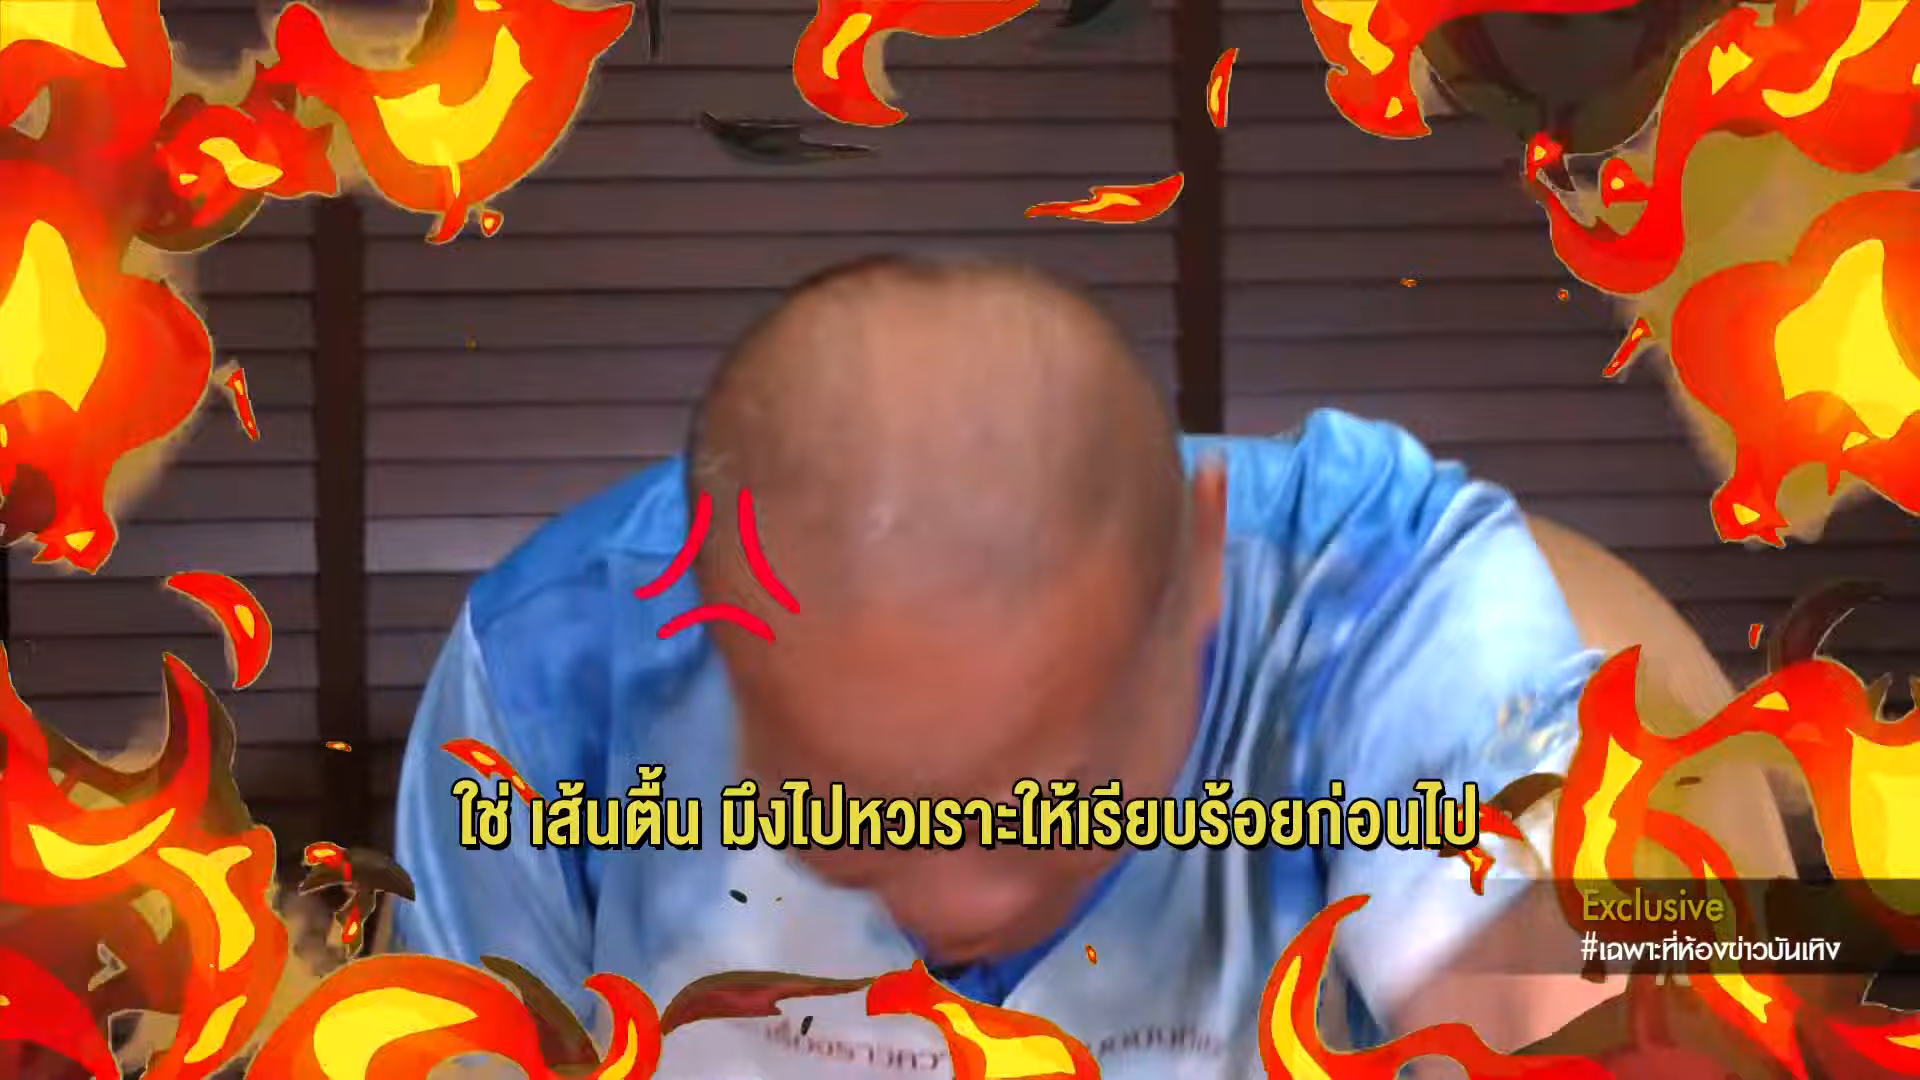 ใช่ เส้นตื้น มึงไปหวเราะให้เรียบร้อยก่อนไป
Exclusive
#เฉพาะที่ห้องข่าวบันเทิง